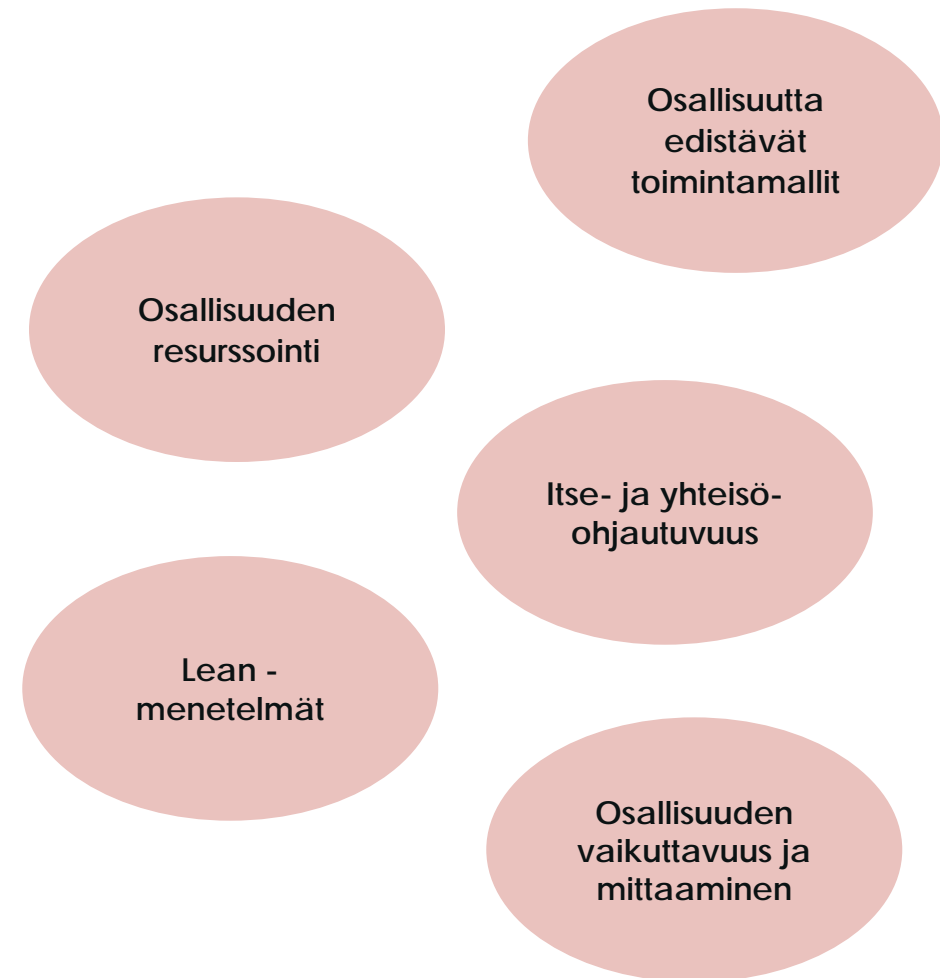 Osallisuutta
edistävät
toimintamallit
Osallisuuden
resurssointi
Itse- ja yhteisö-
ohjautuvuus
Lean -
menetelmät
Osallisuuden
vaikuttavuus ja
mittaaminen